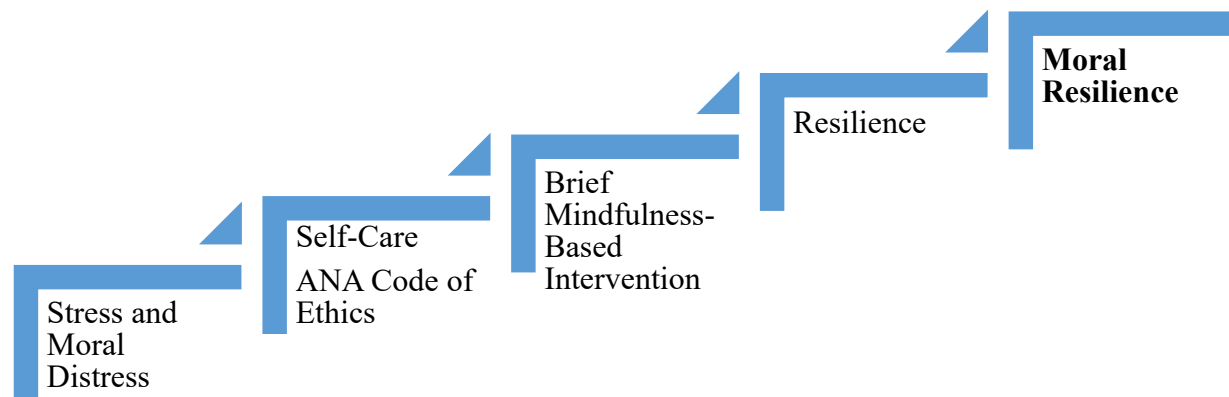 Stress and
Moral
Distress
Self-Care
ANA Code of
Ethics
Brief
Mindfulness-
Based
Intervention
Resilience
Moral
Resilience